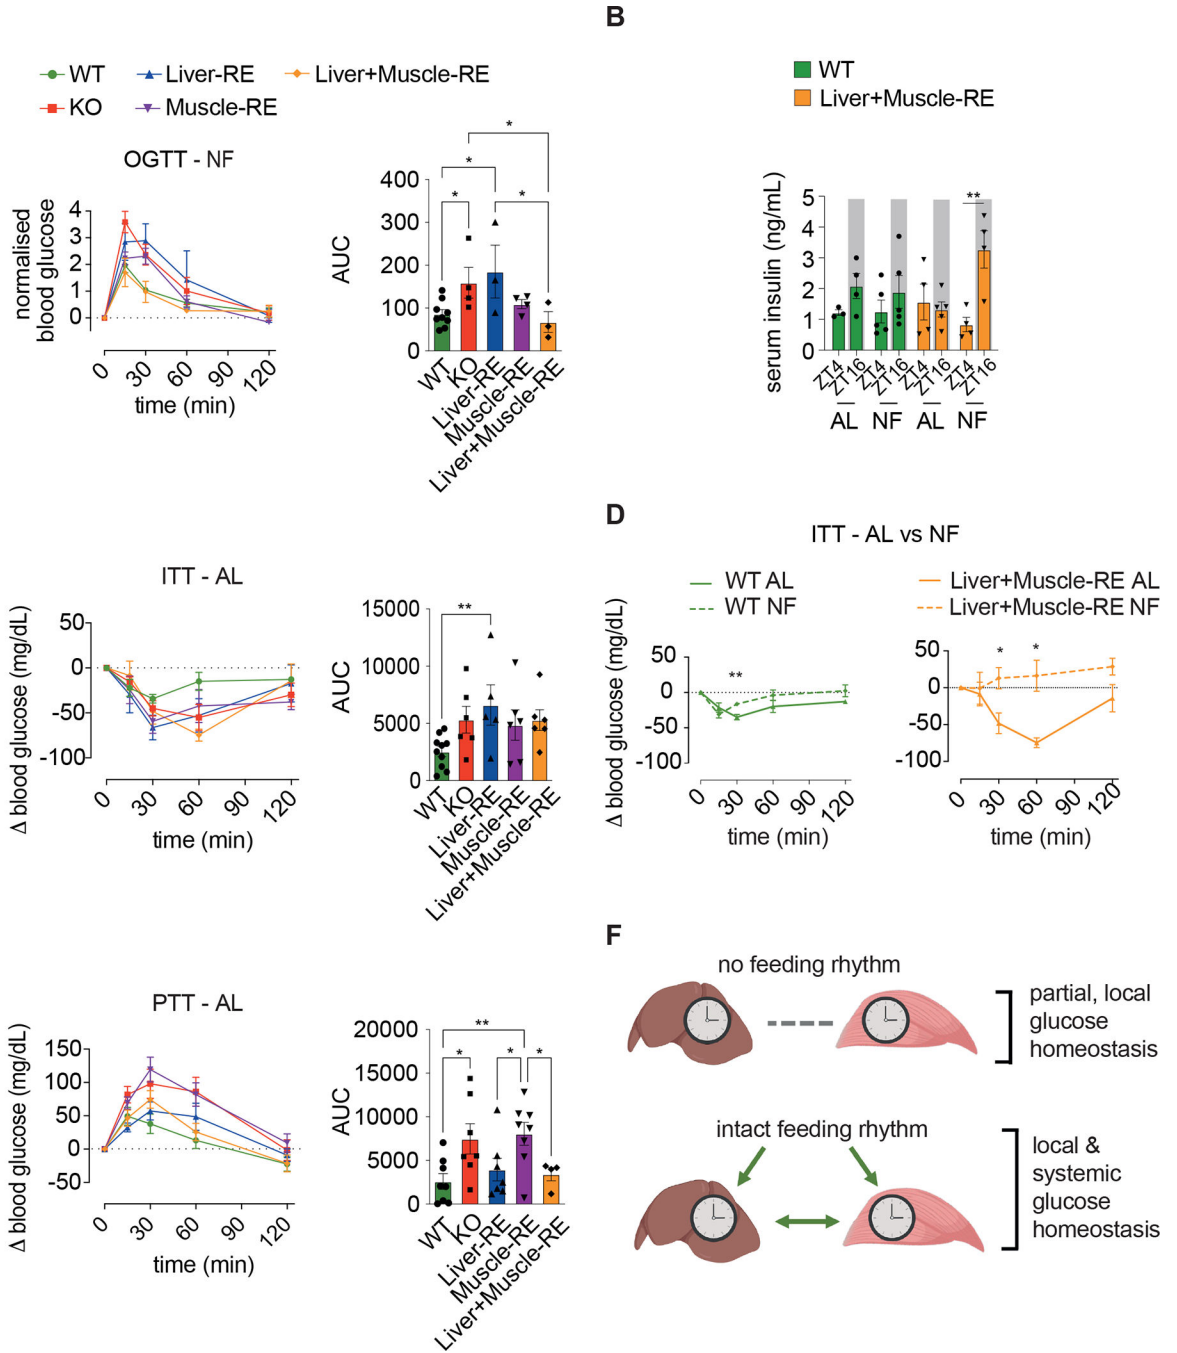 B
WT
Liver-RE
Liver+Muscle-RE
KO
Muscle-RE
OGTT - NF
normalised
blood glucose
4
3
2
1
0
0
30
60
90
120
time (min)
AUC
400
300
200
100
0
*
*
*
*
WT
KO
Liver-RE
Muscle-RE
Liver+Muscle-RE
WT
Liver+Muscle-RE
serum insulin (ng/mL)
5
4
3
2
1
0
**
ZT4
ZT16
ZT4
ZT16
ZT4
ZT16
ZT4
ZT16
AL
NF
AL
NF
ITT - AL
Δ blood glucose (mg/dL)
50
0
-50
-100
0
30
60
90
120
time (min)
AUC
15000
10000
5000
0
**
WT
KO
Liver-RE
Muscle-RE
Liver+Muscle-RE
D
ITT - AL vs NF
WT AL
WT NF
Liver+Muscle-RE AL
Liver+Muscle-RE NF
Δ blood glucose (mg/dL)
50
0
-50
-100
**
0
30
60
90
120
time (min)
50
0
-50
-100
*
*
0
30
60
90
120
time (min)
PTT - AL
Δ blood glucose (mg/dL)
150
100
50
0
-50
0
30
60
90
120
time (min)
AUC
20000
15000
10000
5000
0
**
*
*
*
WT
KO
Liver-RE
Muscle-RE
Liver+Muscle-RE
F
no feeding rhythm
partial, local
glucose
homeostasis
intact feeding rhythm
local &
systemic
glucose
homeostasis